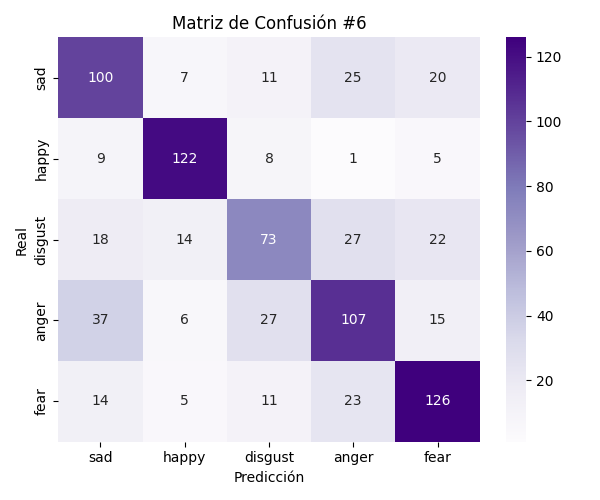 Matriz de Confusión #6
Real
sad 100 7 11 25 20
happy 9 122 8 1 5
disgust 18 14 73 27 22
anger 37 6 27 107 15
fear 14 5 11 23 126
sad happy disgust anger fear
Predicción
120
100
80
60
40
20